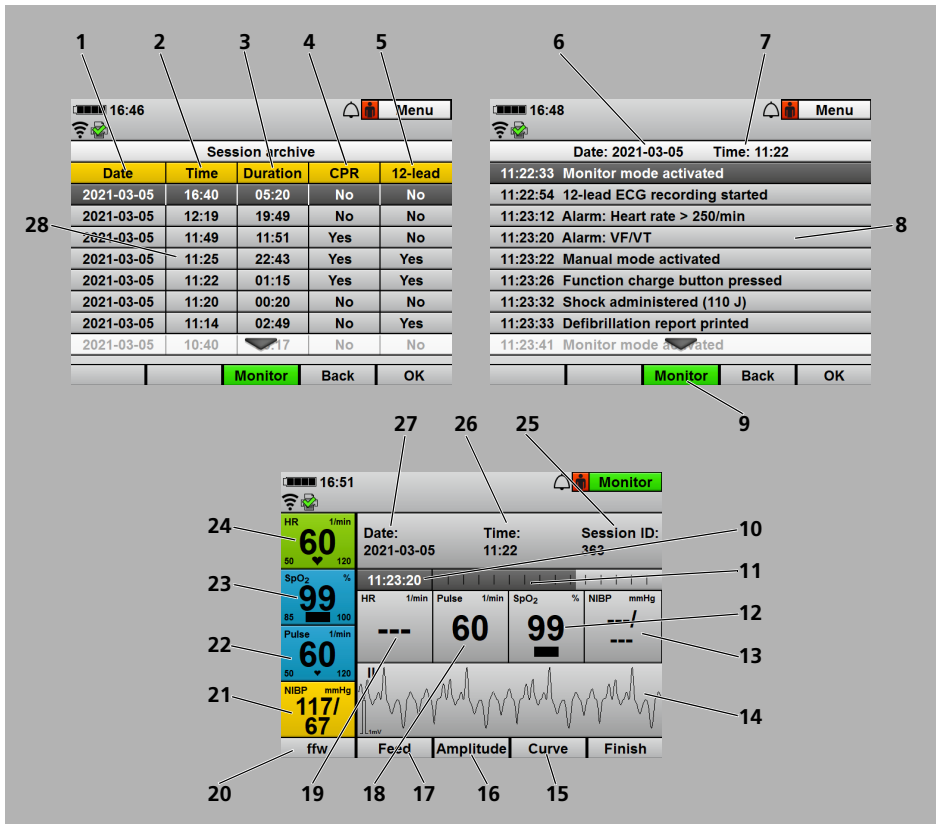 1 2 3 4 5 6 7
16:46 Menu
Session archive
Date Time Duration CPR 12-lead
2021-03-05 16:40 05:20 No No
2021-03-05 12:19 19:49 No No
2021-03-05 11:49 11:51 Yes No
2021-03-05 11:25 22:43 Yes Yes
2021-03-05 11:22 01:15 Yes Yes
2021-03-05 11:20 00:20 No No
2021-03-05 11:14 02:49 No Yes
2021-03-05 10:40 No No
Monitor Back OK
28
16:48 Menu
Date: 2021-03-05 Time: 11:22
11:22:33 Monitor mode activated
11:22:54 12-lead ECG recording started
11:23:12 Alarm: Heart rate > 250/min
11:23:20 Alarm: VF/VT
11:23:22 Manual mode activated
11:23:26 Function charge button pressed
11:23:32 Shock administered (110 J)
11:23:33 Defibrillation report printed
11:23:41 Monitor mode activated
Monitor Back OK
8
9
27 26 25
16:51 Monitor
HR 1/min
60
50 120
SpO2 %
99
85 100
Pulse 1/min
60
50 120
NIBP mmHg
117/
67
Date: Time: Session ID:
2021-03-05 11:22 363
11:23:20
HR 1/min
---
Pulse 1/min
60
SpO2 %
99
NIBP mmHg
---/
---
II
1mV
ffw Feed Amplitude Curve Finish
24
23
22
21
10
11
12
13
14
20 19 18 17 16 15